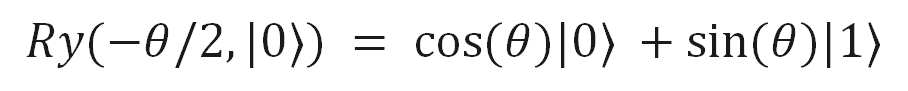 Ry(−θ/2, |0⟩) = cos(θ)|0⟩ + sin(θ)|1⟩